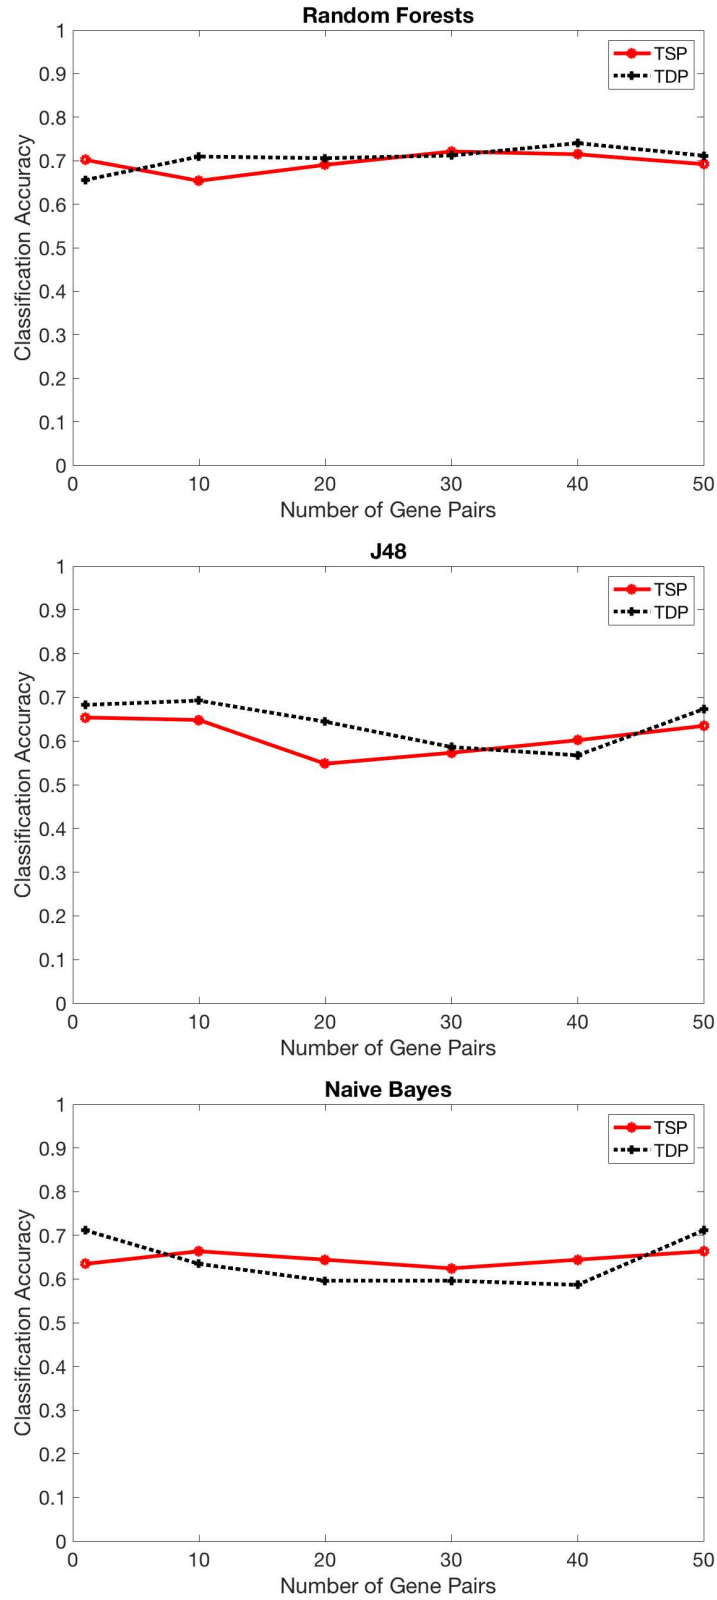 Random Forests
1
0.9
0.8
0.7
0.6
0.5
0.4
0.3
0.2
0.1
0
Classification Accuracy
TSP
TDP
0 10 20 30 40 50
Number of Gene Pairs
J48
1
0.9
0.8
0.7
0.6
0.5
0.4
0.3
0.2
0.1
0
Classification Accuracy
TSP
TDP
0 10 20 30 40 50
Number of Gene Pairs
Naive Bayes
1
0.9
0.8
0.7
0.6
0.5
0.4
0.3
0.2
0.1
0
Classification Accuracy
TSP
TDP
0 10 20 30 40 50
Number of Gene Pairs